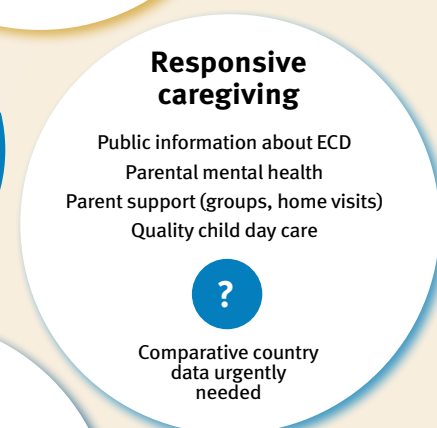 Responsive
caregiving
Public information about ECD
Parental mental health
Parent support (groups, home visits)
Quality child day care
?
Comparative country
data urgently
needed